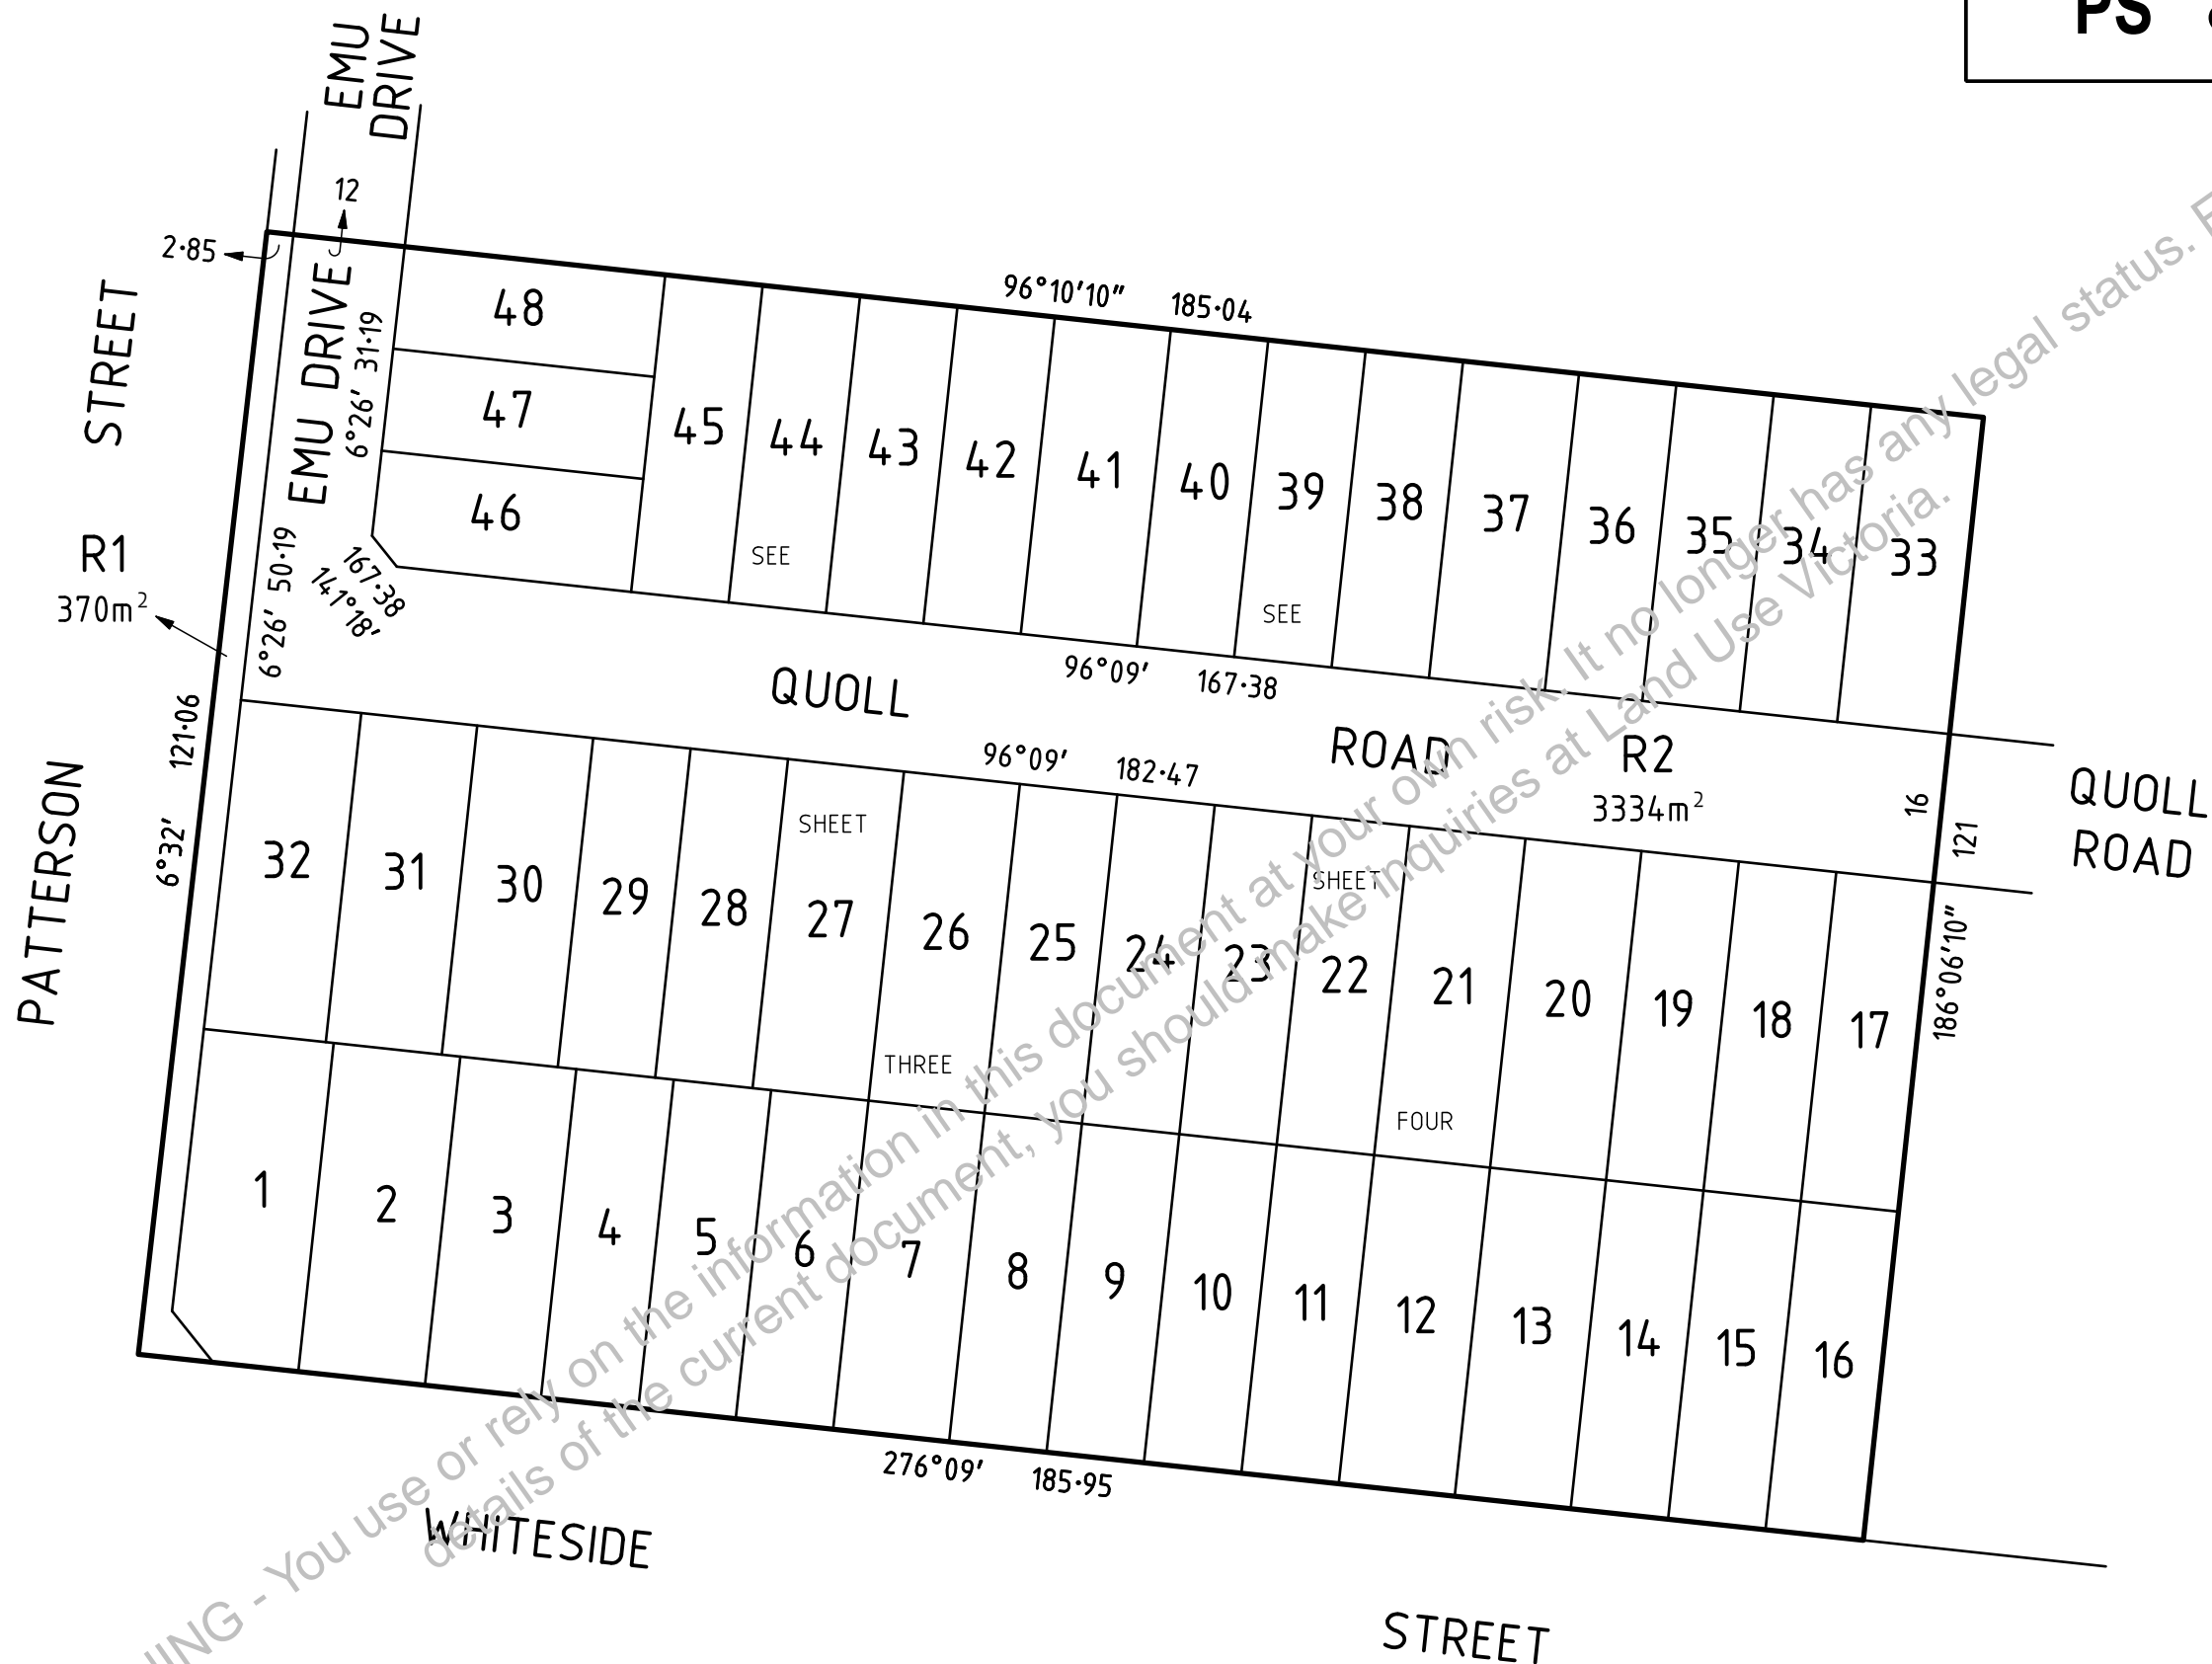 PS
EMU
DRIVE
12
2·85
EMU DRIVE
6°26′ 31·19
6°26′ 50·19
167·38
141°18′
STREET
R1
370m²
PATTERSON
6°32′ 121·06
96°10′10″ 185·04
48
47
46
45
44
43
42
41
40
39
38
37
36
35
34
33
SEE
SEE
96°09′ 167·38
QUOLL
ROAD
R2
3334m²
96°09′ 182·47
16
121
186°06′10″
QUOLL
ROAD
32
31
30
29
28
27
26
25
24
23
22
21
20
19
18
17
SHEET
SHEET
THREE
FOUR
1
2
3
4
5
6
7
8
9
10
11
12
13
14
15
16
276°09′ 185·95
WHITESIDE
STREET
NING - You use or rely on the information in this document at your own risk. It no longer has any legal status. F
details of the current document, you should make inquiries at Land Use Victoria.